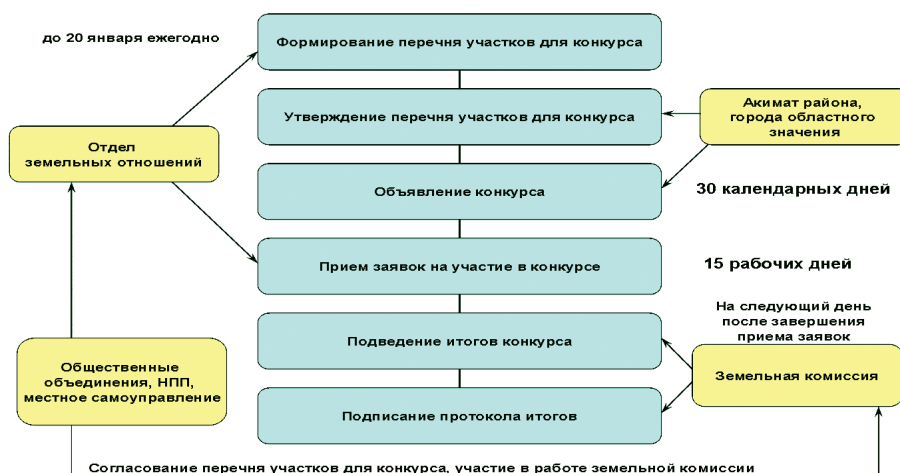 до 20 января ежегодно
Формирование перечня участков для конкурса
Утверждение перечня участков для конкурса
Акимат района,
города областного
значения
Отдел
земельных отношений
Объявление конкурса
30 календарных дней
Прием заявок на участие в конкурсе
15 рабочих дней
На следующий день
после завершения
приема заявок
Подведение итогов конкурса
Общественные
объединения, НПП,
местное самоуправление
Земельная комиссия
Подписание протокола итогов
Согласование перечня участков для конкурса, участие в работе земельной комиссии